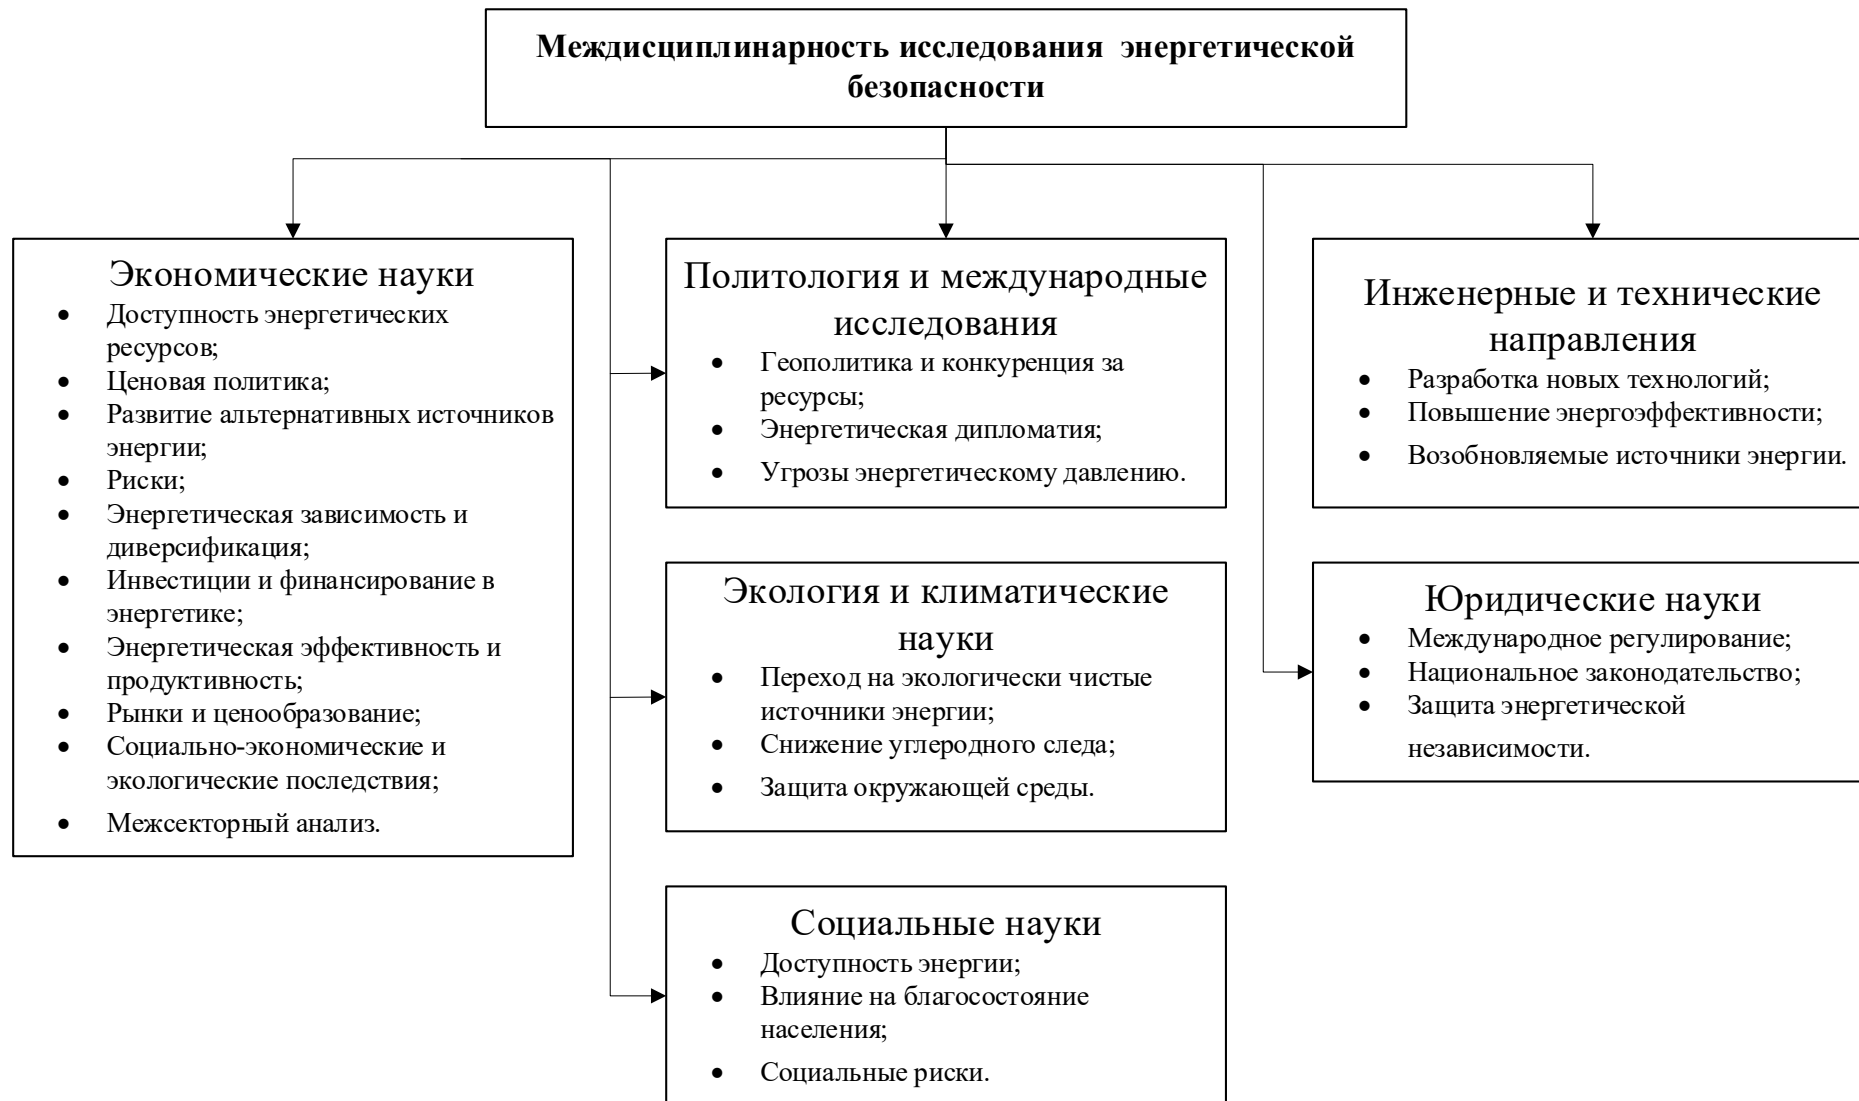 Междисциплинарность исследования энергетической
безопасности
Экономические науки
• Доступность энергетических
ресурсов;
• Ценовая политика;
• Развитие альтернативных источников
энергии;
• Риски;
• Энергетическая зависимость и
диверсификация;
• Инвестиции и финансирование в
энергетике;
• Энергетическая эффективность и
продуктивность;
• Рынки и ценообразование;
• Социально-экономические и
экологические последствия;
• Межсекторный анализ.
Политология и международные
исследования
• Геополитика и конкуренция за
ресурсы;
• Энергетическая дипломатия;
• Угрозы энергетическому давлению.
Экология и климатические
науки
• Переход на экологически чистые
источники энергии;
• Снижение углеродного следа;
• Защита окружающей среды.
Социальные науки
• Доступность энергии;
• Влияние на благосостояние
населения;
• Социальные риски.
Инженерные и технические
направления
• Разработка новых технологий;
• Повышение энергоэффективности;
• Возобновляемые источники энергии.
Юридические науки
• Международное регулирование;
• Национальное законодательство;
• Защита энергетической
независимости.